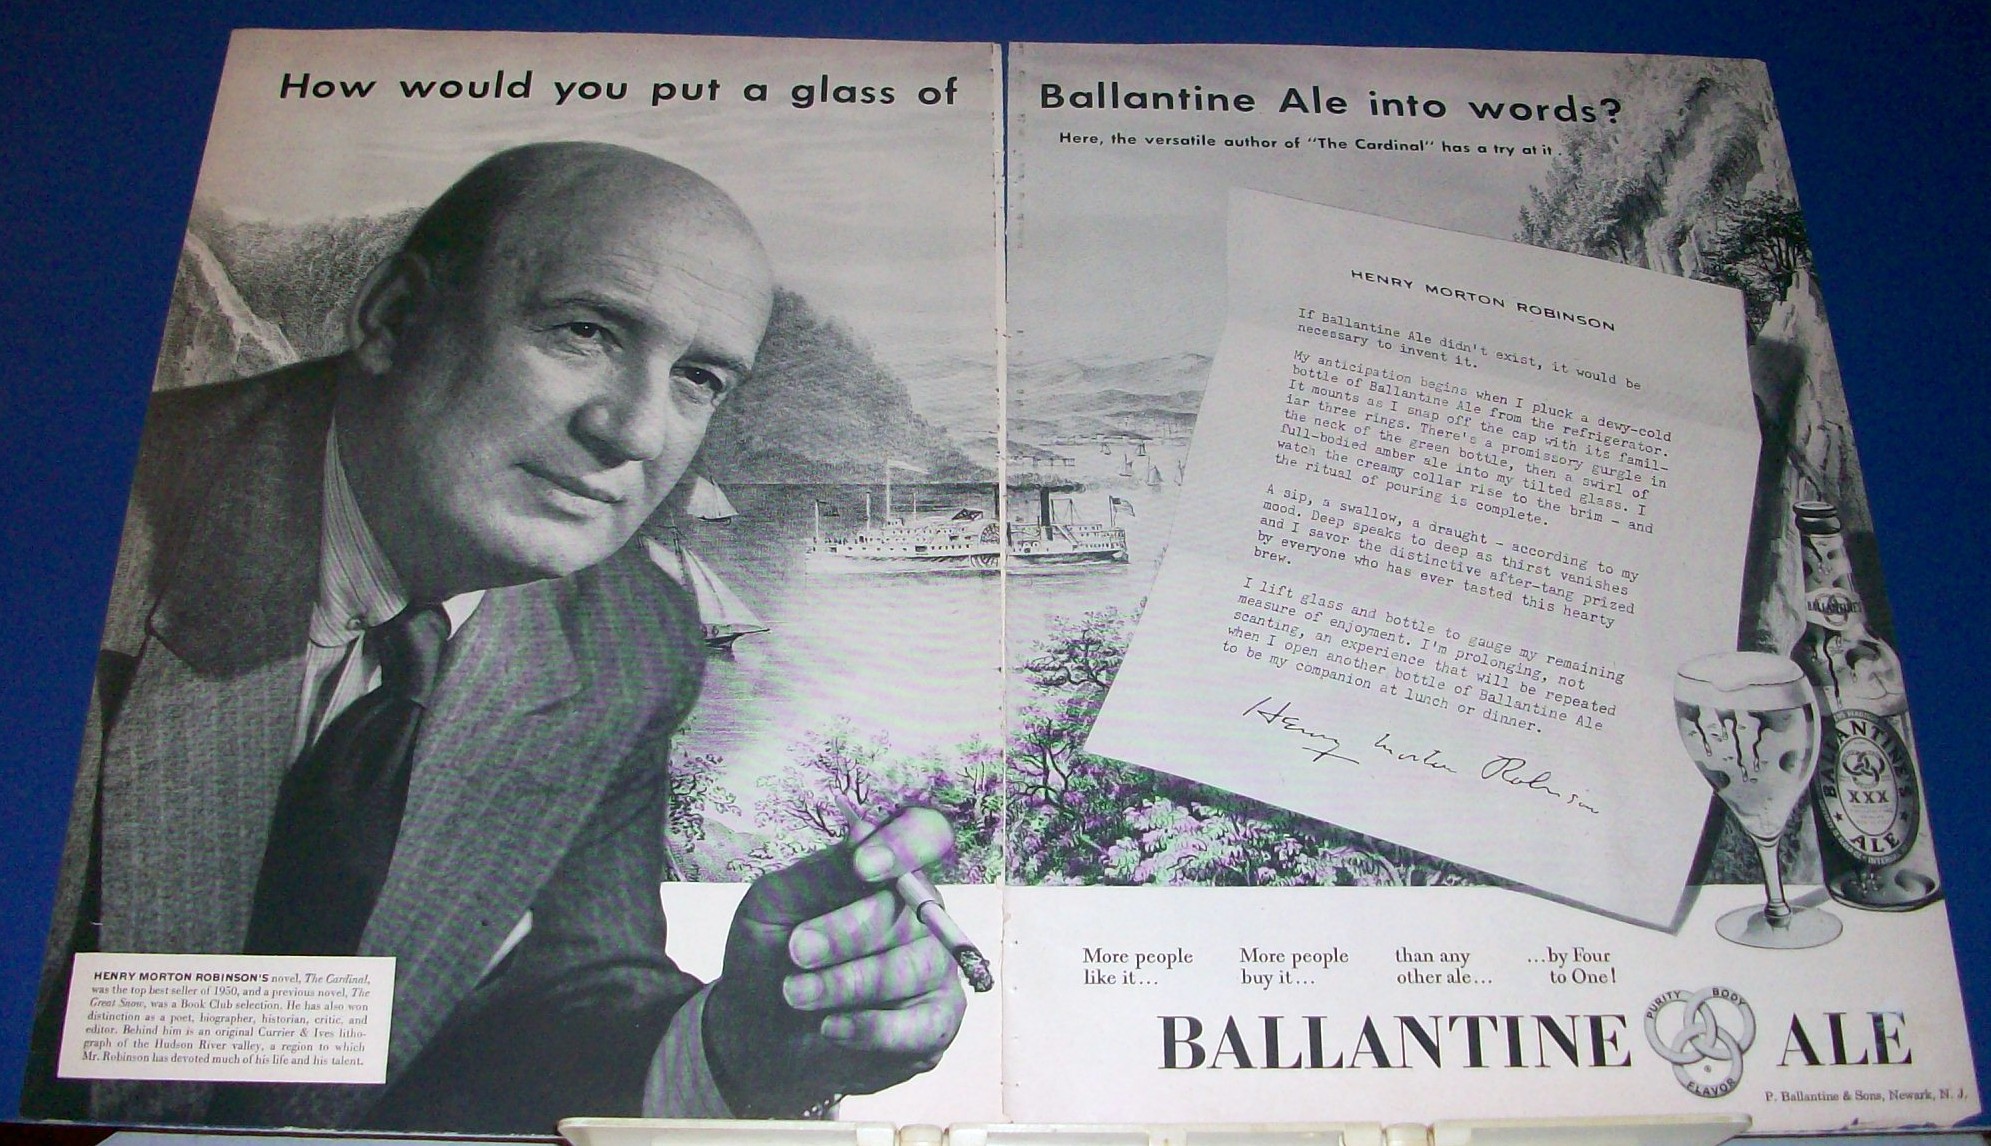 How would you put a glass of Ballantine Ale into words?
Here, the versatile author of "The Cardinal" has a try at it.
HENRY MORTON ROBINSON
If Ballantine Ale didn't exist, it would be
necessary to invent it.
My anticipation begins when I pluck a dewy-cold
bottle of Ballantine Ale from the refrigerator.
It mounts as I snap off the cap with its famil-
iar three rings. There's a promissory gurgle in
the neck of the green bottle, then a swirl of
full-bodied amber ale into my tilted glass. I
watch the creamy collar rise to the brim - and
the ritual of pouring is complete.
A sip, a swallow, a draught - according to my
mood. Deep speaks to deep as thirst vanishes
and I savor the distinctive after-tang prized
by everyone who has ever tasted this hearty
brew.
I lift glass and bottle to gauge my remaining
measure of enjoyment. I'm prolonging, not
scanting, an experience that will be repeated
when I open another bottle of Ballantine Ale
to be my companion at lunch or dinner.
Henry Morton Robinson
BALLANTINE'S
BALLANTINE'S
XXX
ALE
HENRY MORTON ROBINSON'S novel, The Cardinal,
was the top best seller of 1950, and a previous novel, The
Great Snow, was a Book Club selection. He has also won
distinction as a poet, biographer, historian, critic, and
editor. Behind him is an original Currier & Ives litho-
graph of the Hudson River valley, a region to which
Mr. Robinson has devoted much of his life and his talent.
More people like it...
More people buy it...
than any other ale...
...by Four to One!
BALLANTINE ALE
PURITY BODY
FLAVOR
P. Ballantine & Sons, Newark, N. J.